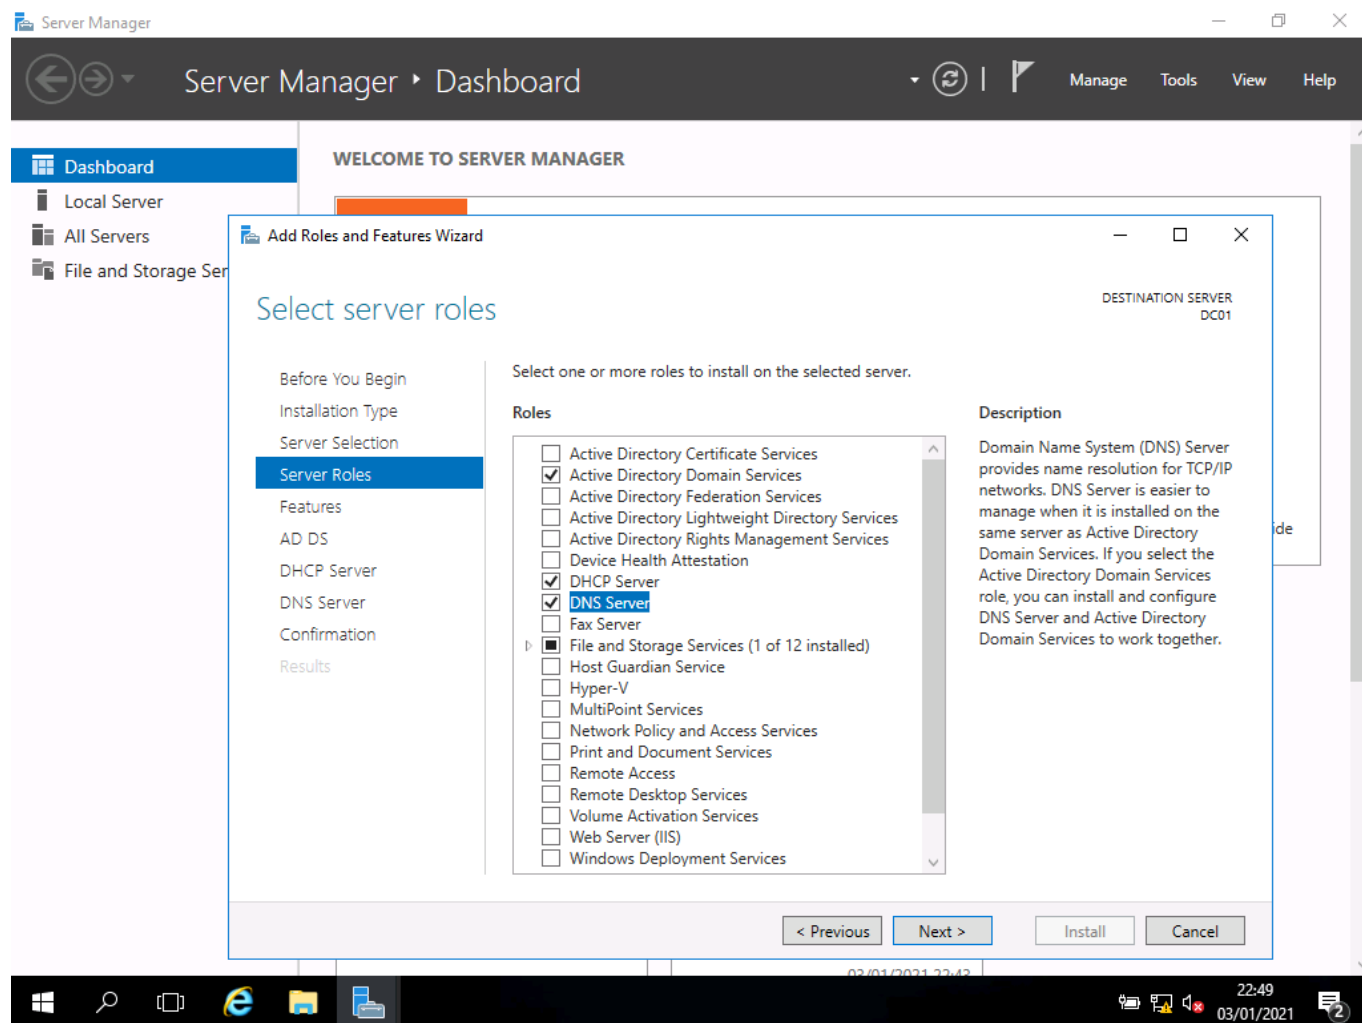 Server Manager
Server Manager ‣ Dashboard
Manage Tools View Help
Dashboard
Local Server
All Servers
File and Storage Ser
WELCOME TO SERVER MANAGER
Add Roles and Features Wizard
Select server roles
DESTINATION SERVER
DC01
Before You Begin
Installation Type
Server Selection
Server Roles
Features
AD DS
DHCP Server
DNS Server
Confirmation
Results
Select one or more roles to install on the selected server.
Roles
Active Directory Certificate Services
Active Directory Domain Services
Active Directory Federation Services
Active Directory Lightweight Directory Services
Active Directory Rights Management Services
Device Health Attestation
DHCP Server
DNS Server
Fax Server
File and Storage Services (1 of 12 installed)
Host Guardian Service
Hyper-V
MultiPoint Services
Network Policy and Access Services
Print and Document Services
Remote Access
Remote Desktop Services
Volume Activation Services
Web Server (IIS)
Windows Deployment Services
Description
Domain Name System (DNS) Server
provides name resolution for TCP/IP
networks. DNS Server is easier to
manage when it is installed on the
same server as Active Directory
Domain Services. If you select the
Active Directory Domain Services
role, you can install and configure
DNS Server and Active Directory
Domain Services to work together.
ide
< Previous
Next >
Install
Cancel
03/01/2021 22:43
22:49
03/01/2021
2